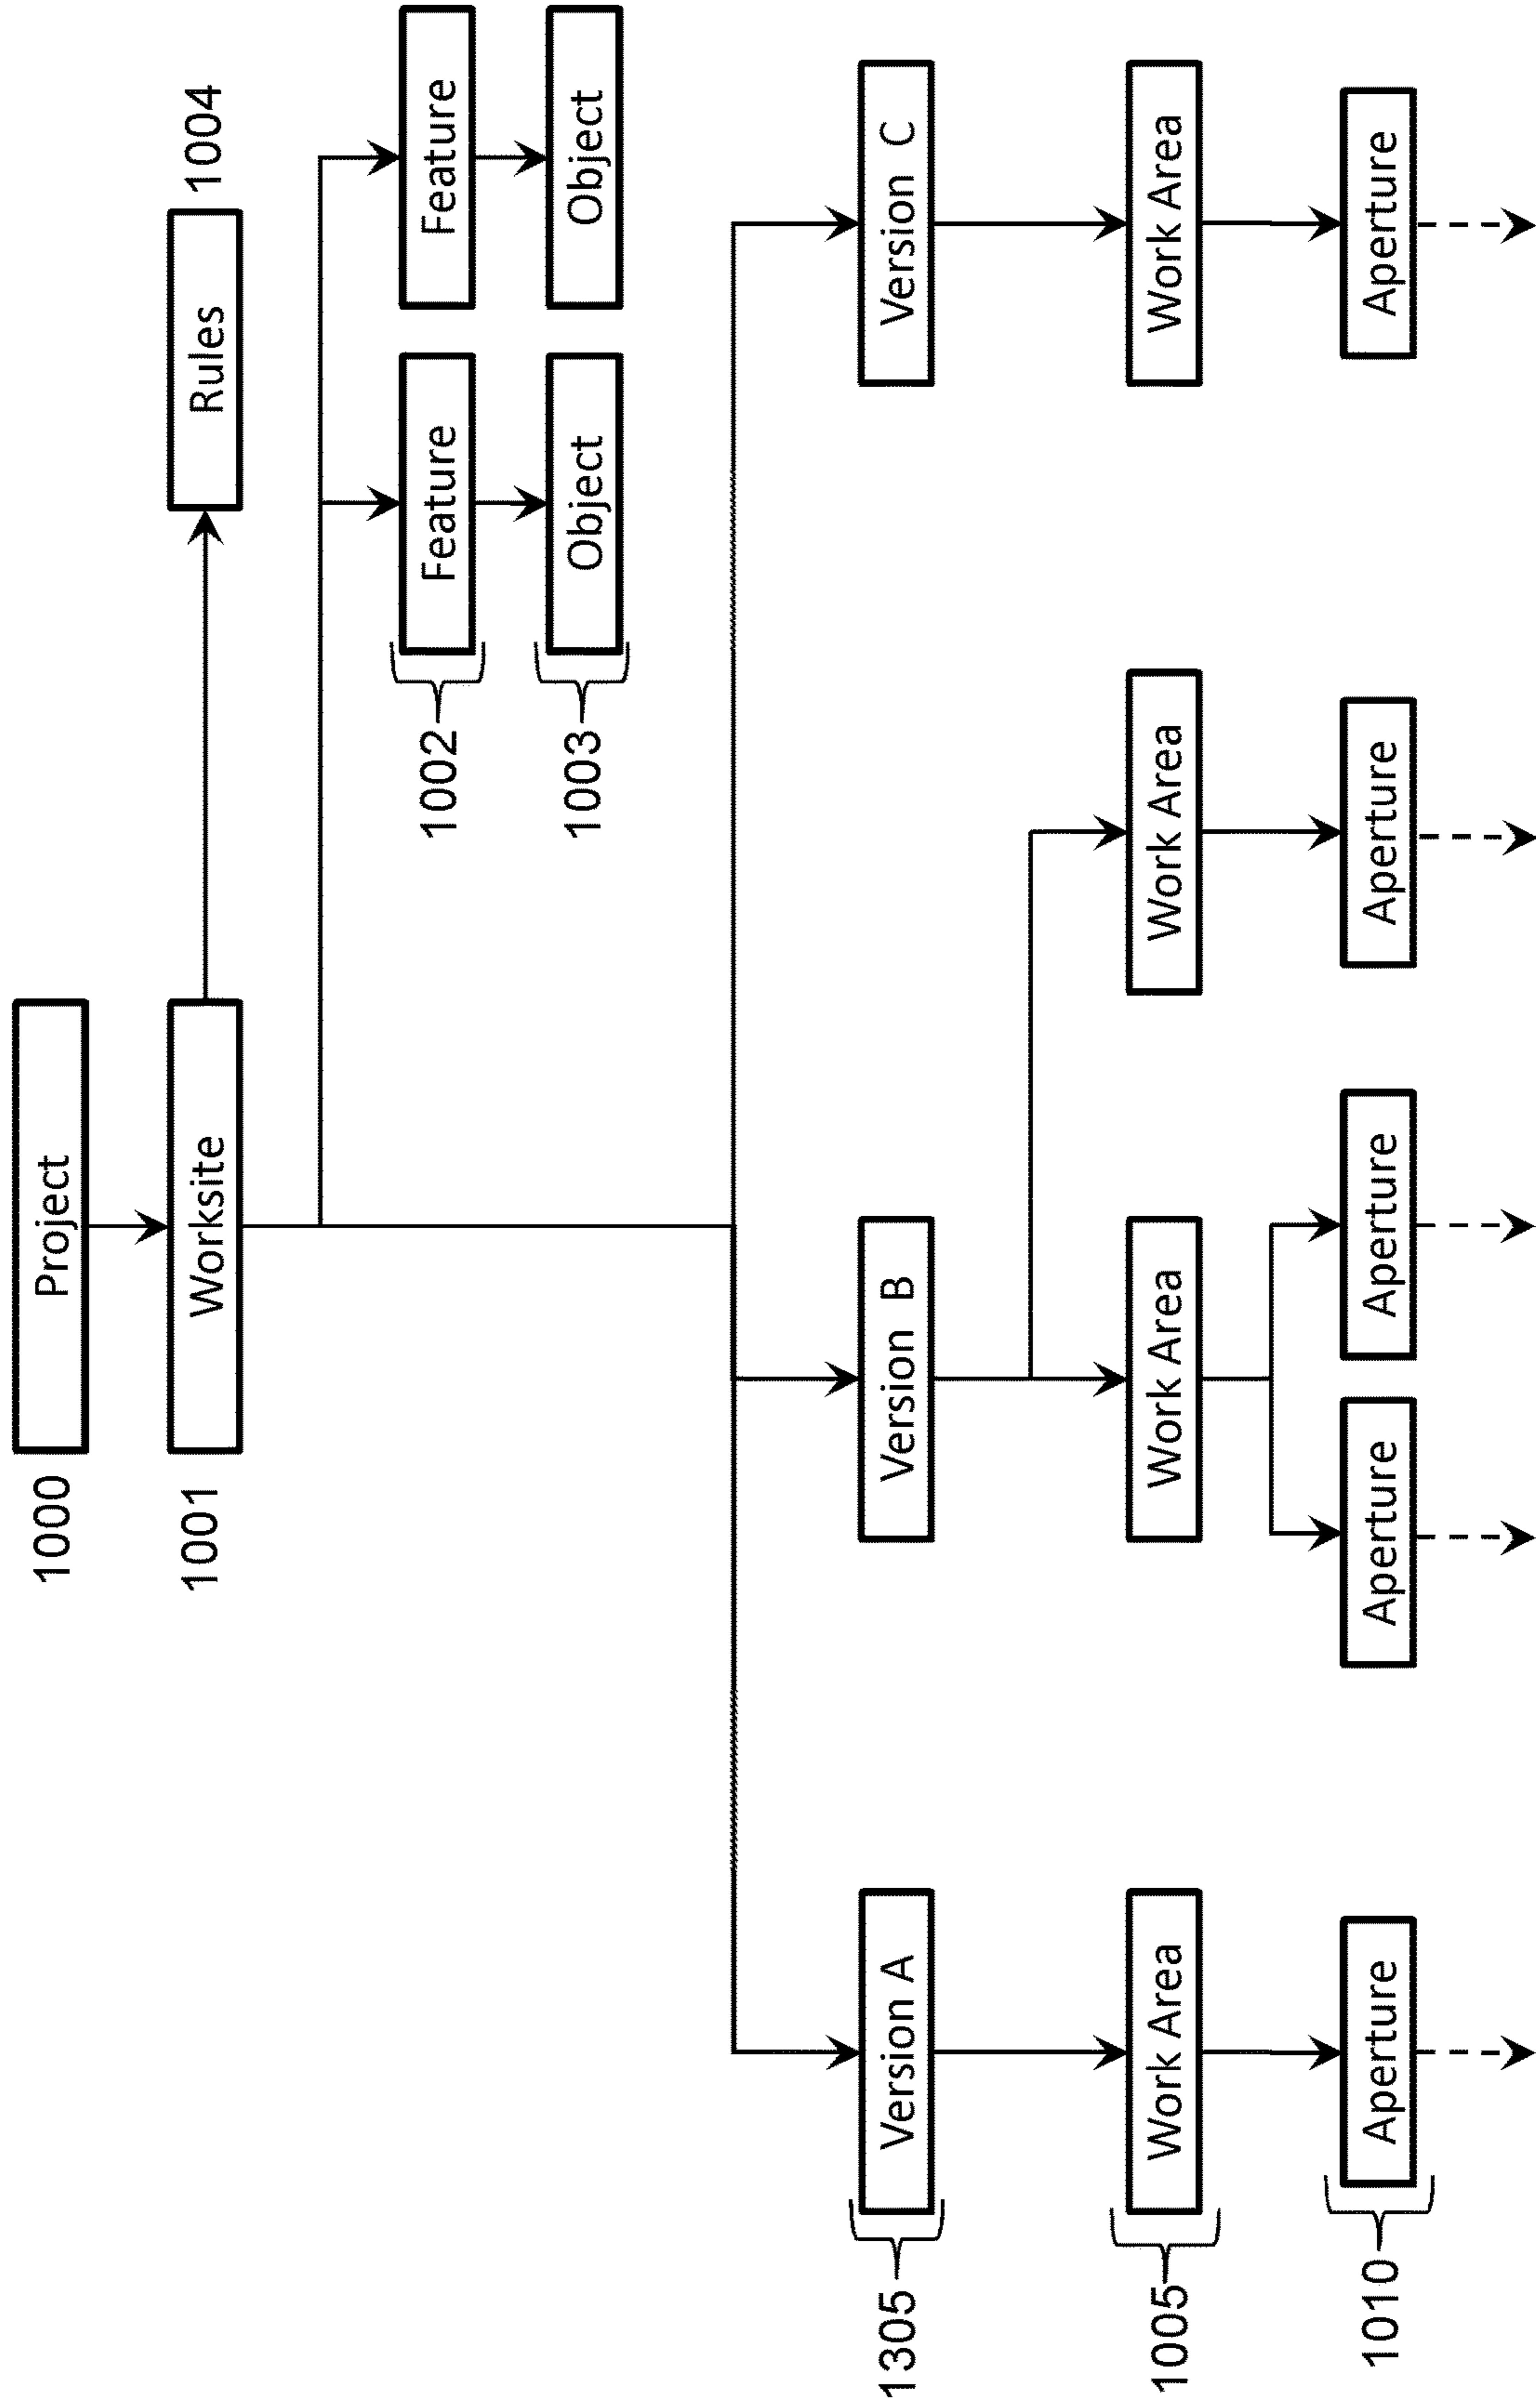 1000
Project
1001
Worksite
Rules
1004
1002
Feature
Feature
1003
Object
Object
1305
Version A
Version B
Version C
1005
Work Area
Work Area
Work Area
Work Area
1010
Aperture
Aperture
Aperture
Aperture
Aperture